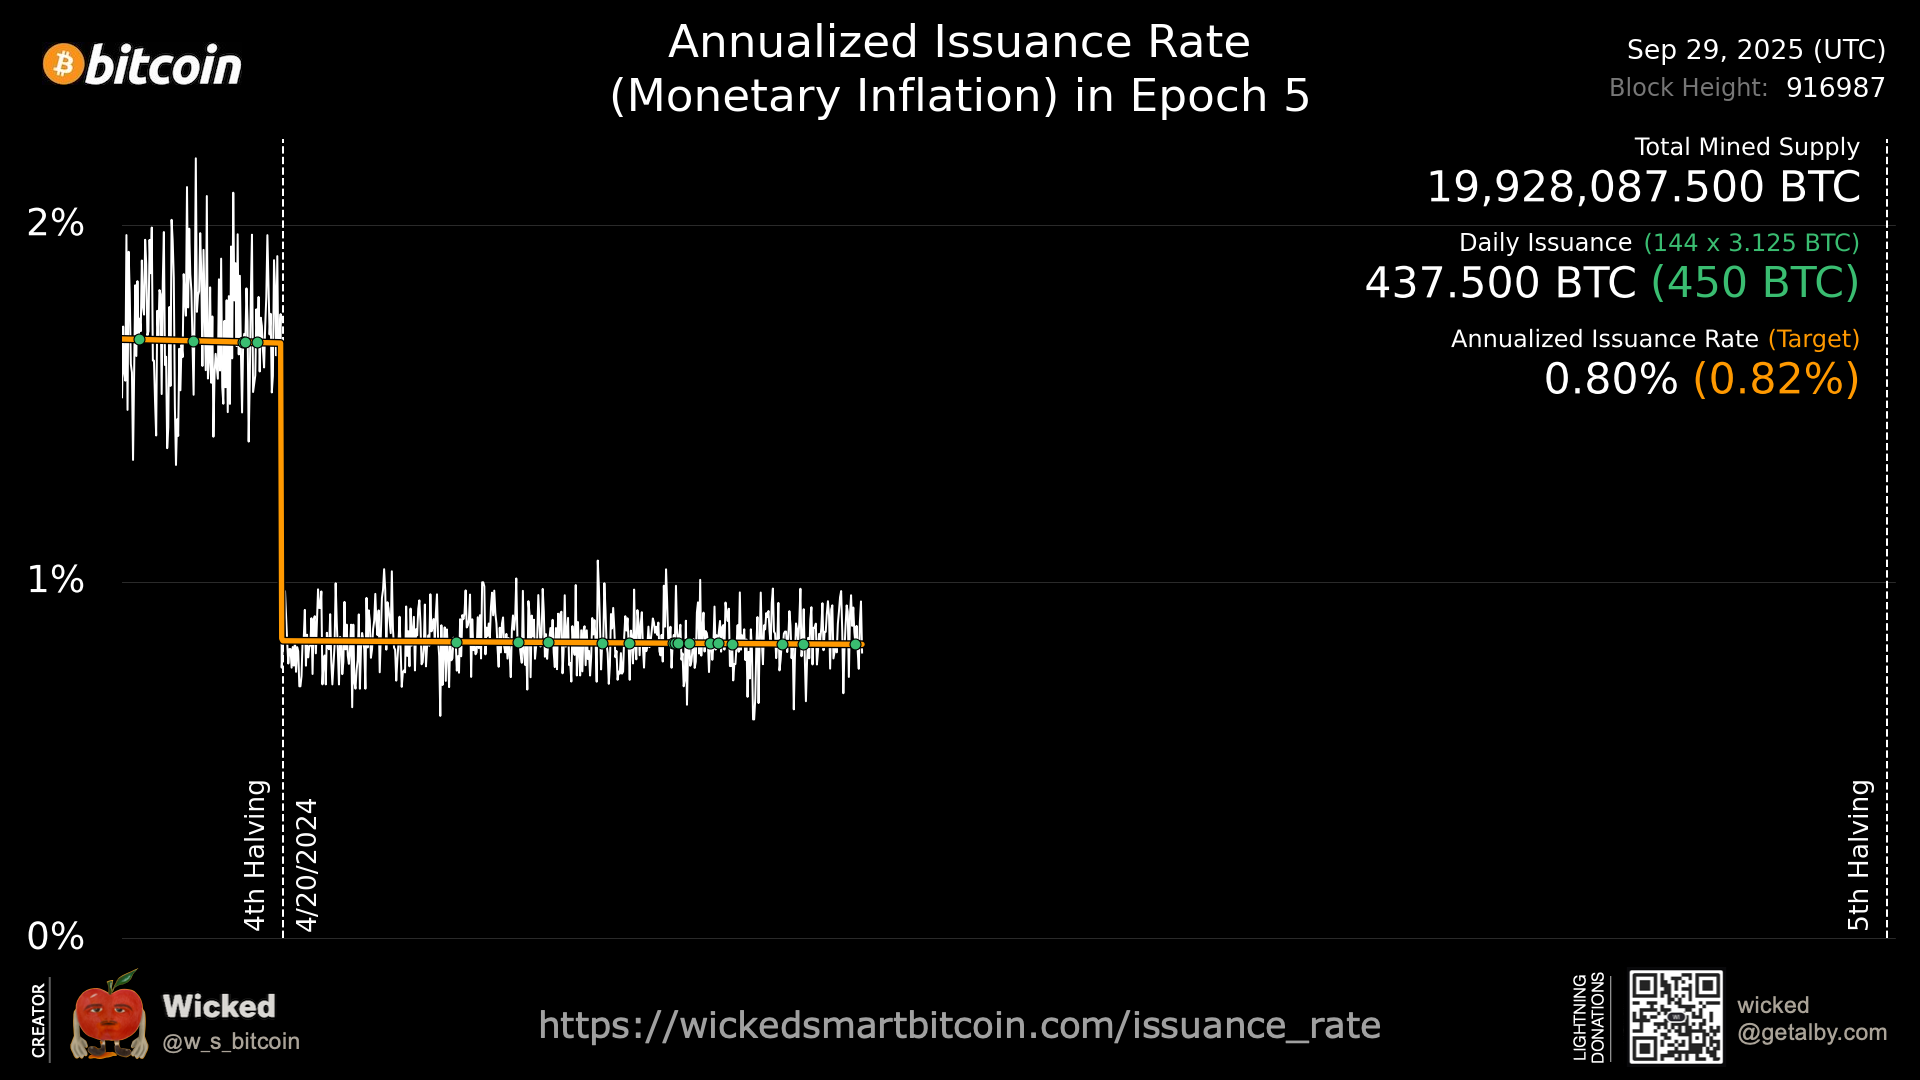 bitcoin
Annualized Issuance Rate
(Monetary Inflation) in Epoch 5
Sep 29, 2025 (UTC)
Block Height: 916987
Total Mined Supply
19,928,087.500 BTC
Daily Issuance (144 x 3.125 BTC)
437.500 BTC (450 BTC)
Annualized Issuance Rate (Target)
0.80% (0.82%)
2%
1%
0%
4th Halving
4/20/2024
5th Halving
CREATOR
Wicked
@w_s_bitcoin
https://wickedsmartbitcoin.com/issuance_rate
LIGHTNING
DONATIONS
wicked
@getalby.com